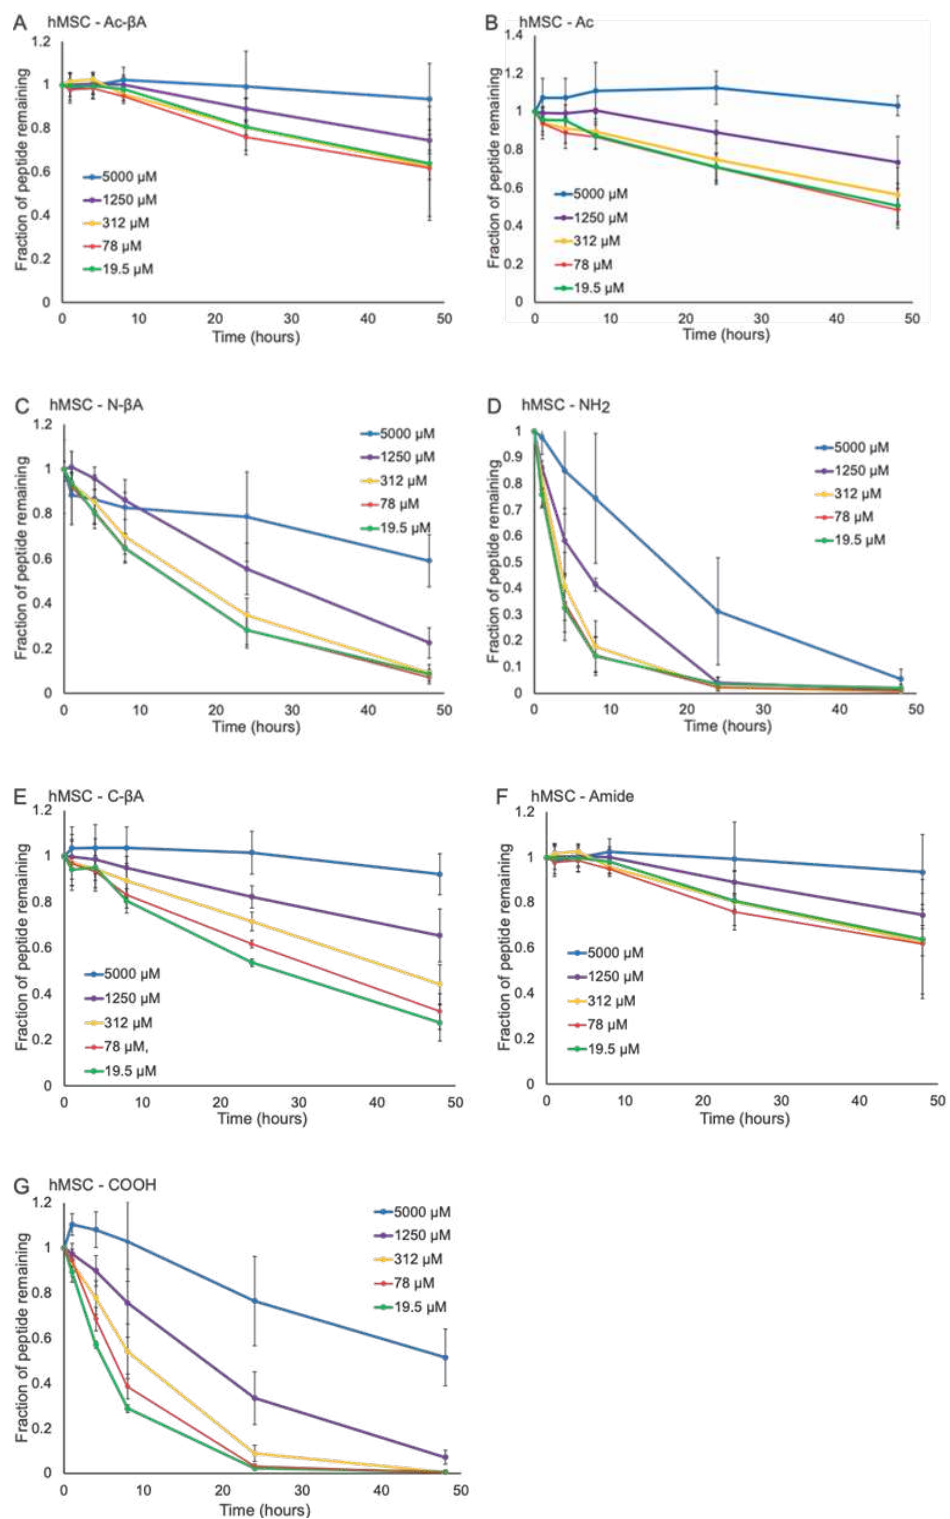 A hMSC - Ac-βA
Fraction of peptide remaining
1.2
1
0.8
0.6
0.4
0.2
0
5000 µM
1250 µM
312 µM
78 µM
19.5 µM
0 10 20 30 40 50
Time (hours)
B hMSC - Ac
Fraction of peptide remaining
1.4
1.2
1
0.8
0.6
0.4
0.2
0
5000 µM
1250 µM
312 µM
78 µM
19.5 µM
0 10 20 30 40 50
Time (hours)
C hMSC - N-βA
Fraction of peptide remaining
1.2
1
0.8
0.6
0.4
0.2
0
5000 µM
1250 µM
312 µM
78 µM
19.5 µM
0 10 20 30 40 50
Time (hours)
D hMSC - NH2
Fraction of peptide remaining
1
0.9
0.8
0.7
0.6
0.5
0.4
0.3
0.2
0.1
0
5000 µM
1250 µM
312 µM
78 µM
19.5 µM
0 10 20 30 40 50
Time (hours)
E hMSC - C-βA
Fraction of peptide remaining
1.2
1
0.8
0.6
0.4
0.2
0
5000 µM
1250 µM
312 µM
78 µM,
19.5 µM
0 10 20 30 40 50
Time (hours)
F hMSC - Amide
Fraction of peptide remaining
1.2
1
0.8
0.6
0.4
0.2
0
5000 µM
1250 µM
312 µM
78 µM
19.5 µM
0 10 20 30 40 50
Time (hours)
G hMSC - COOH
Fraction of peptide remaining
1.2
1
0.8
0.6
0.4
0.2
0
5000 µM
1250 µM
312 µM
78 µM
19.5 µM
0 10 20 30 40 50
Time (hours)